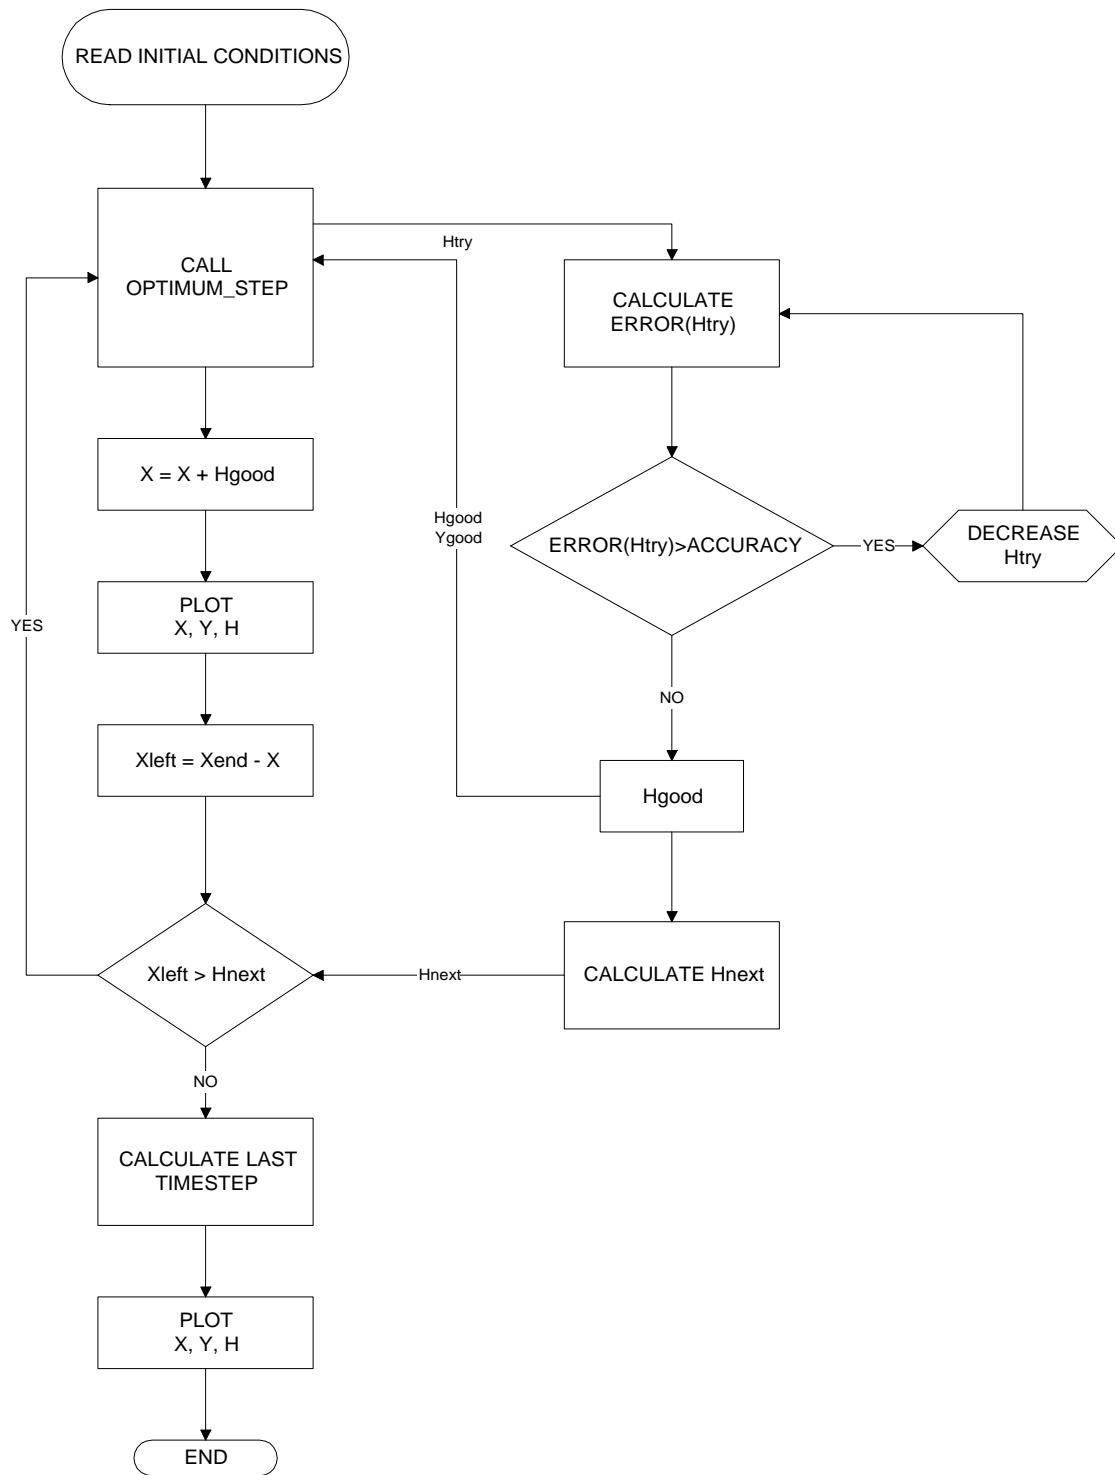 READ INITIAL CONDITIONS
CALL
OPTIMUM_STEP
Htry
CALCULATE
ERROR(Htry)
X = X + Hgood
Hgood
Ygood
ERROR(Htry)>ACCURACY
YES
DECREASE
Htry
PLOT
X, Y, H
YES
NO
Xleft = Xend - X
Hgood
Xleft > Hnext
Hnext
CALCULATE Hnext
NO
CALCULATE LAST
TIMESTEP
PLOT
X, Y, H
END